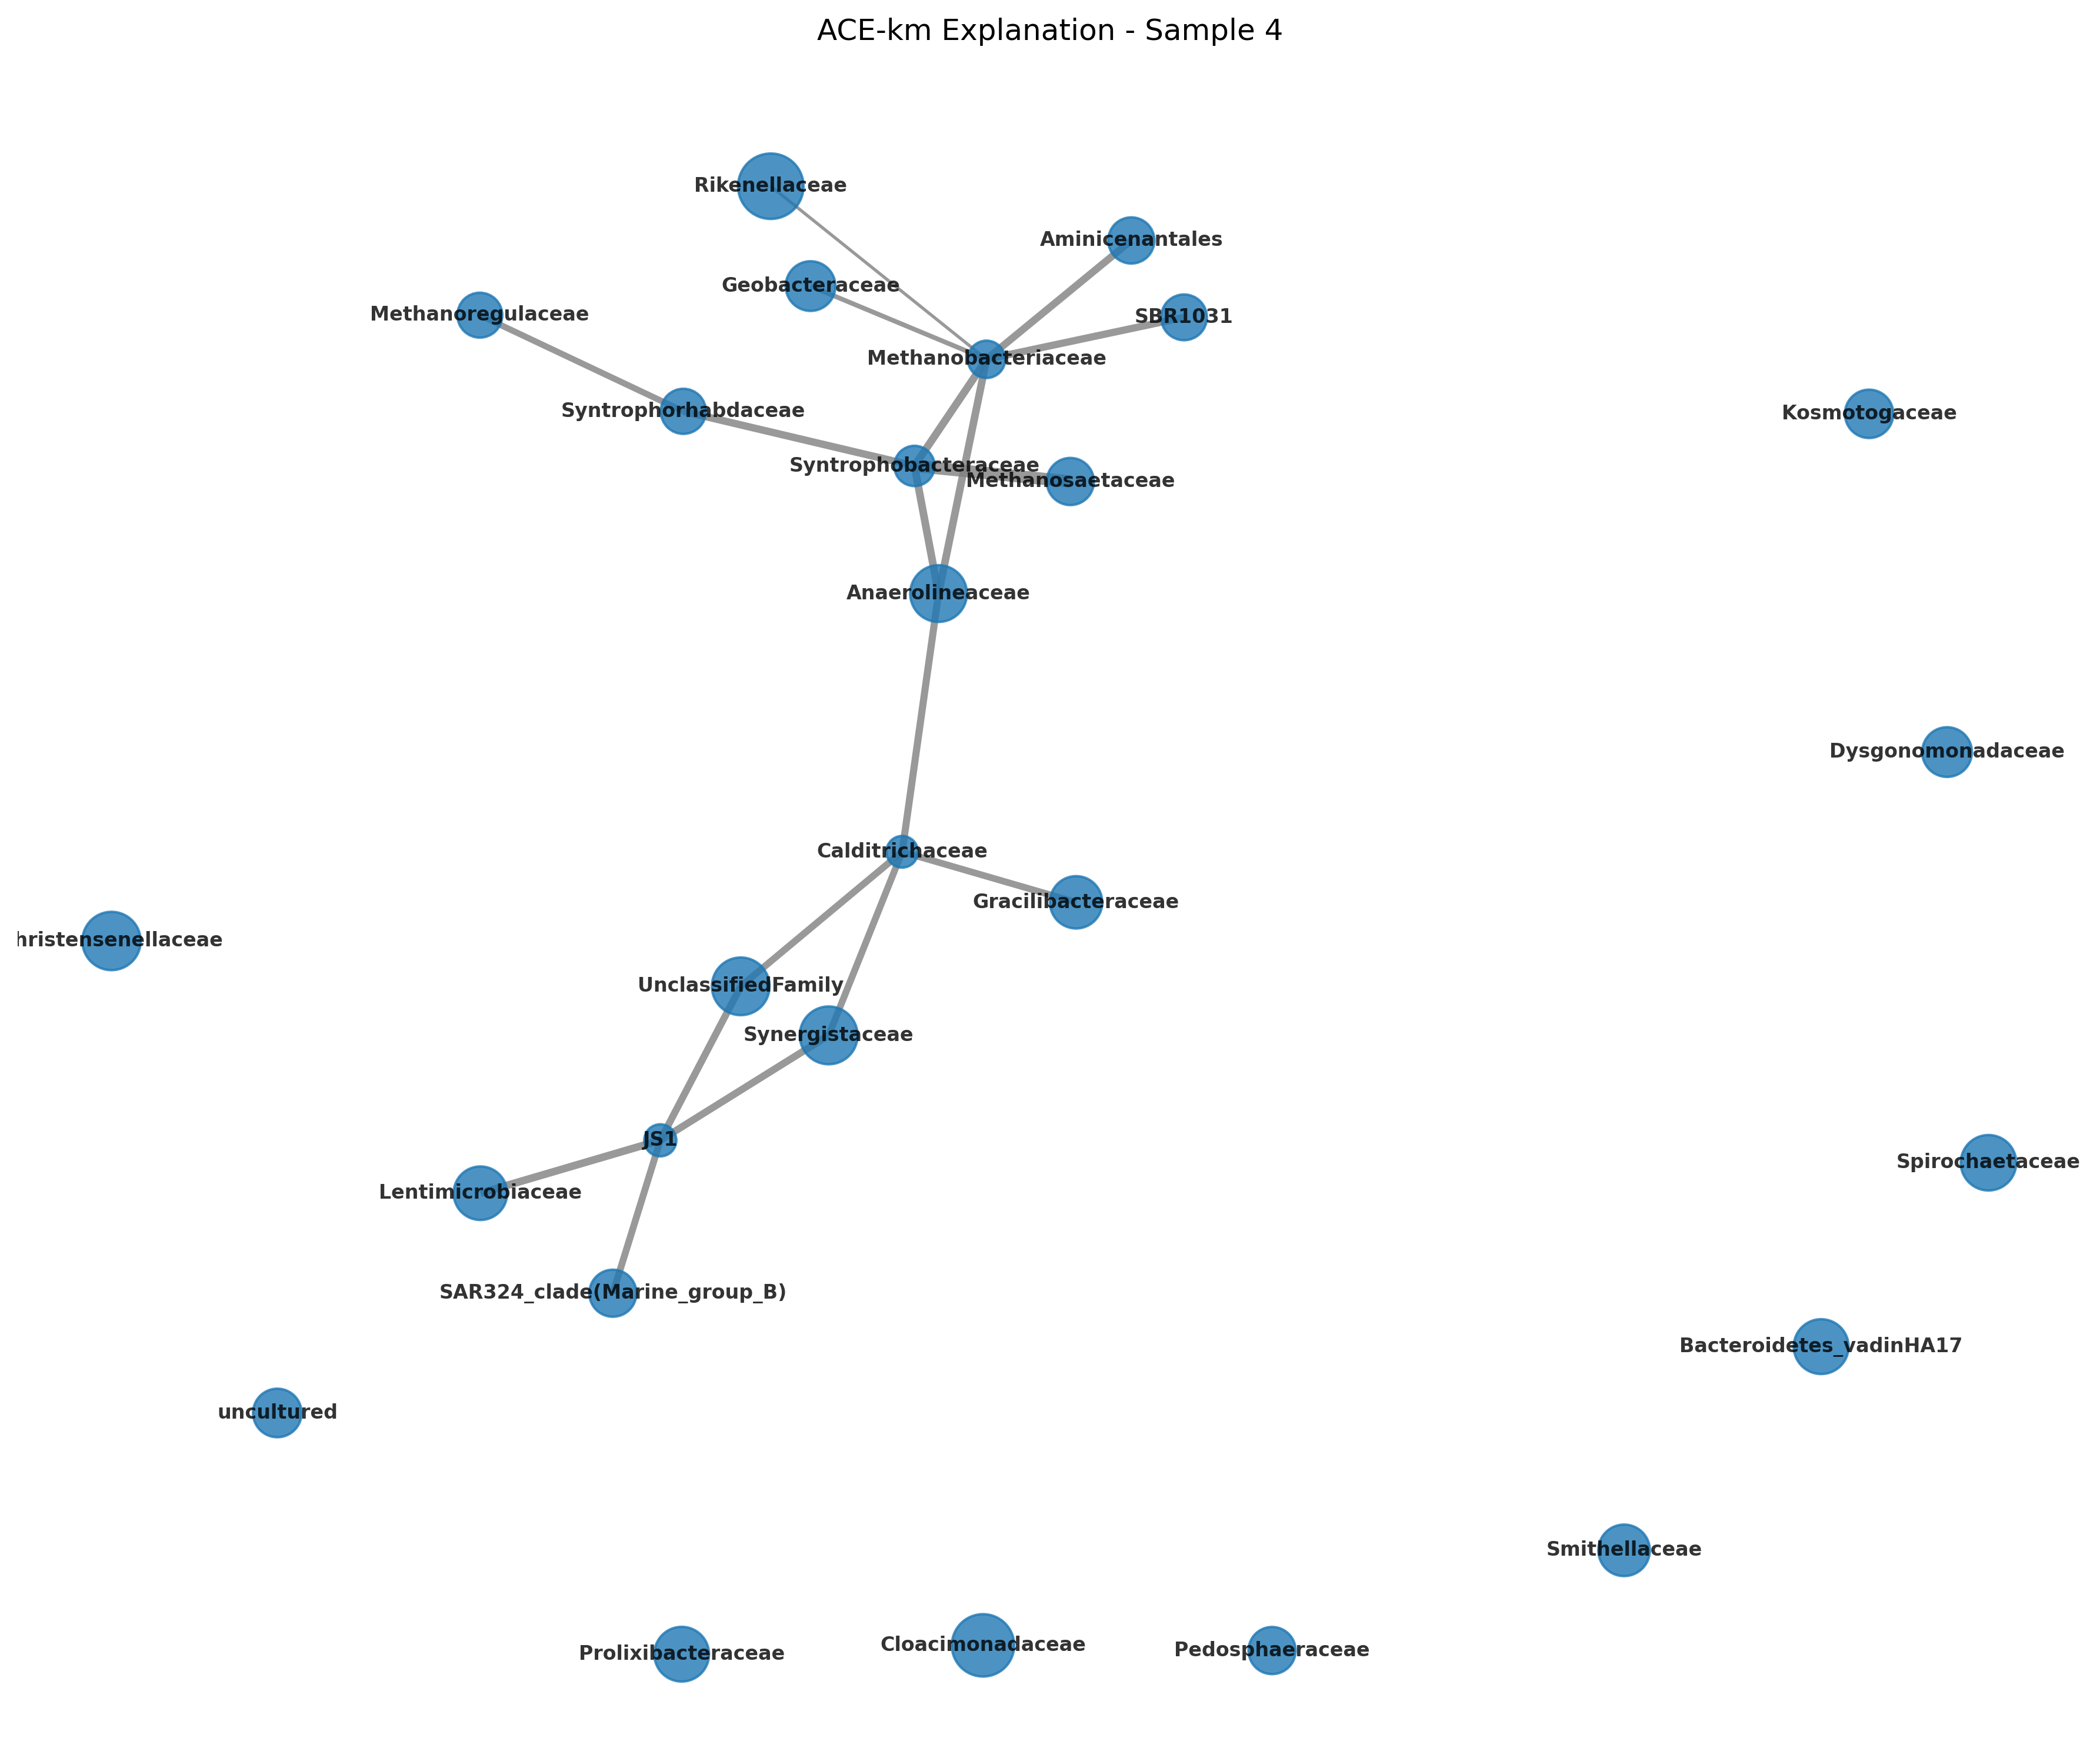 ACE-km Explanation - Sample 4
Rikenellaceae
Aminicenantales
Geobacteraceae
Methanoregulaceae
SBR1031
Methanobacteriaceae
Syntrophorhabdaceae
Kosmotogaceae
Syntrophobacteraceae
Methanosaetaceae
Anaerolineaceae
Dysgonomonadaceae
Calditrichaceae
Gracilibacteraceae
hristensenellaceae
UnclassifiedFamily
Synergistaceae
JS1
Spirochaetaceae
Lentimicrobiaceae
SAR324_clade(Marine_group_B)
Bacteroidetes_vadinHA17
uncultured
Smithellaceae
Cloacimonadaceae
Pedosphaeraceae
Prolixibacteraceae